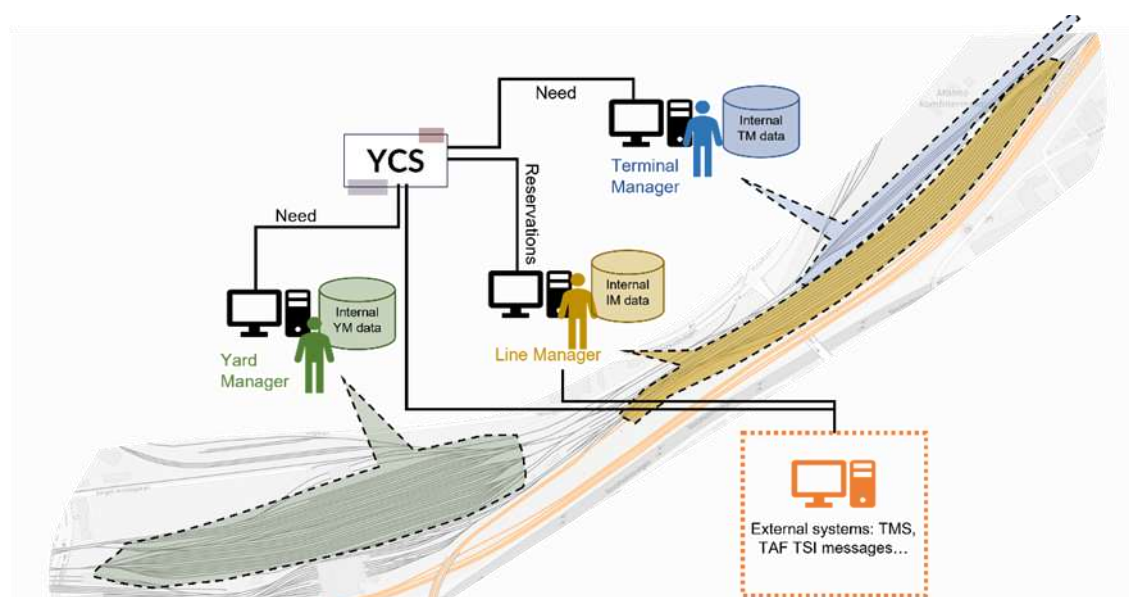 Need
Internal
TM data
YCS
Terminal
Manager
Reservations
Need
Internal
IM data
Internal
YM data
Line Manager
Yard
Manager
External systems: TMS,
TAF TSI messages...